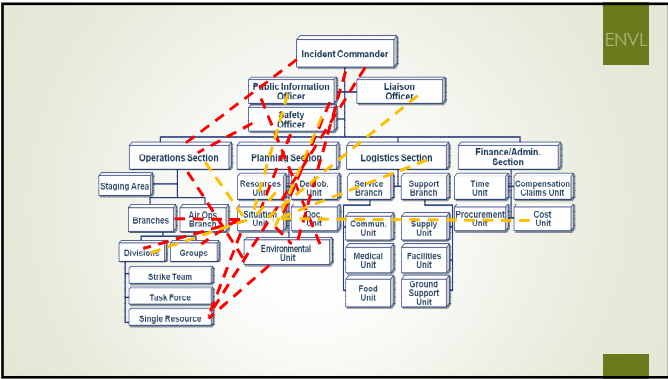 ENVL
Incident Commander
Public Information
Officer
Liaison
Officer
Safety
Officer
Operations Section
Planning Section
Logistics Section
Finance/Admin.
Section
Staging Area
Resources
Unit
Demob.
Unit
Service
Branch
Support
Branch
Time
Unit
Compensation
Claims Unit
Branches
Air Ops
Branch
Situation
Unit
Doc.
Unit
Commun.
Unit
Supply
Unit
Procurement
Unit
Cost
Unit
Divisions
Groups
Environmental
Unit
Medical
Unit
Facilities
Unit
Strike Team
Task Force
Food
Unit
Ground
Support
Unit
Single Resource